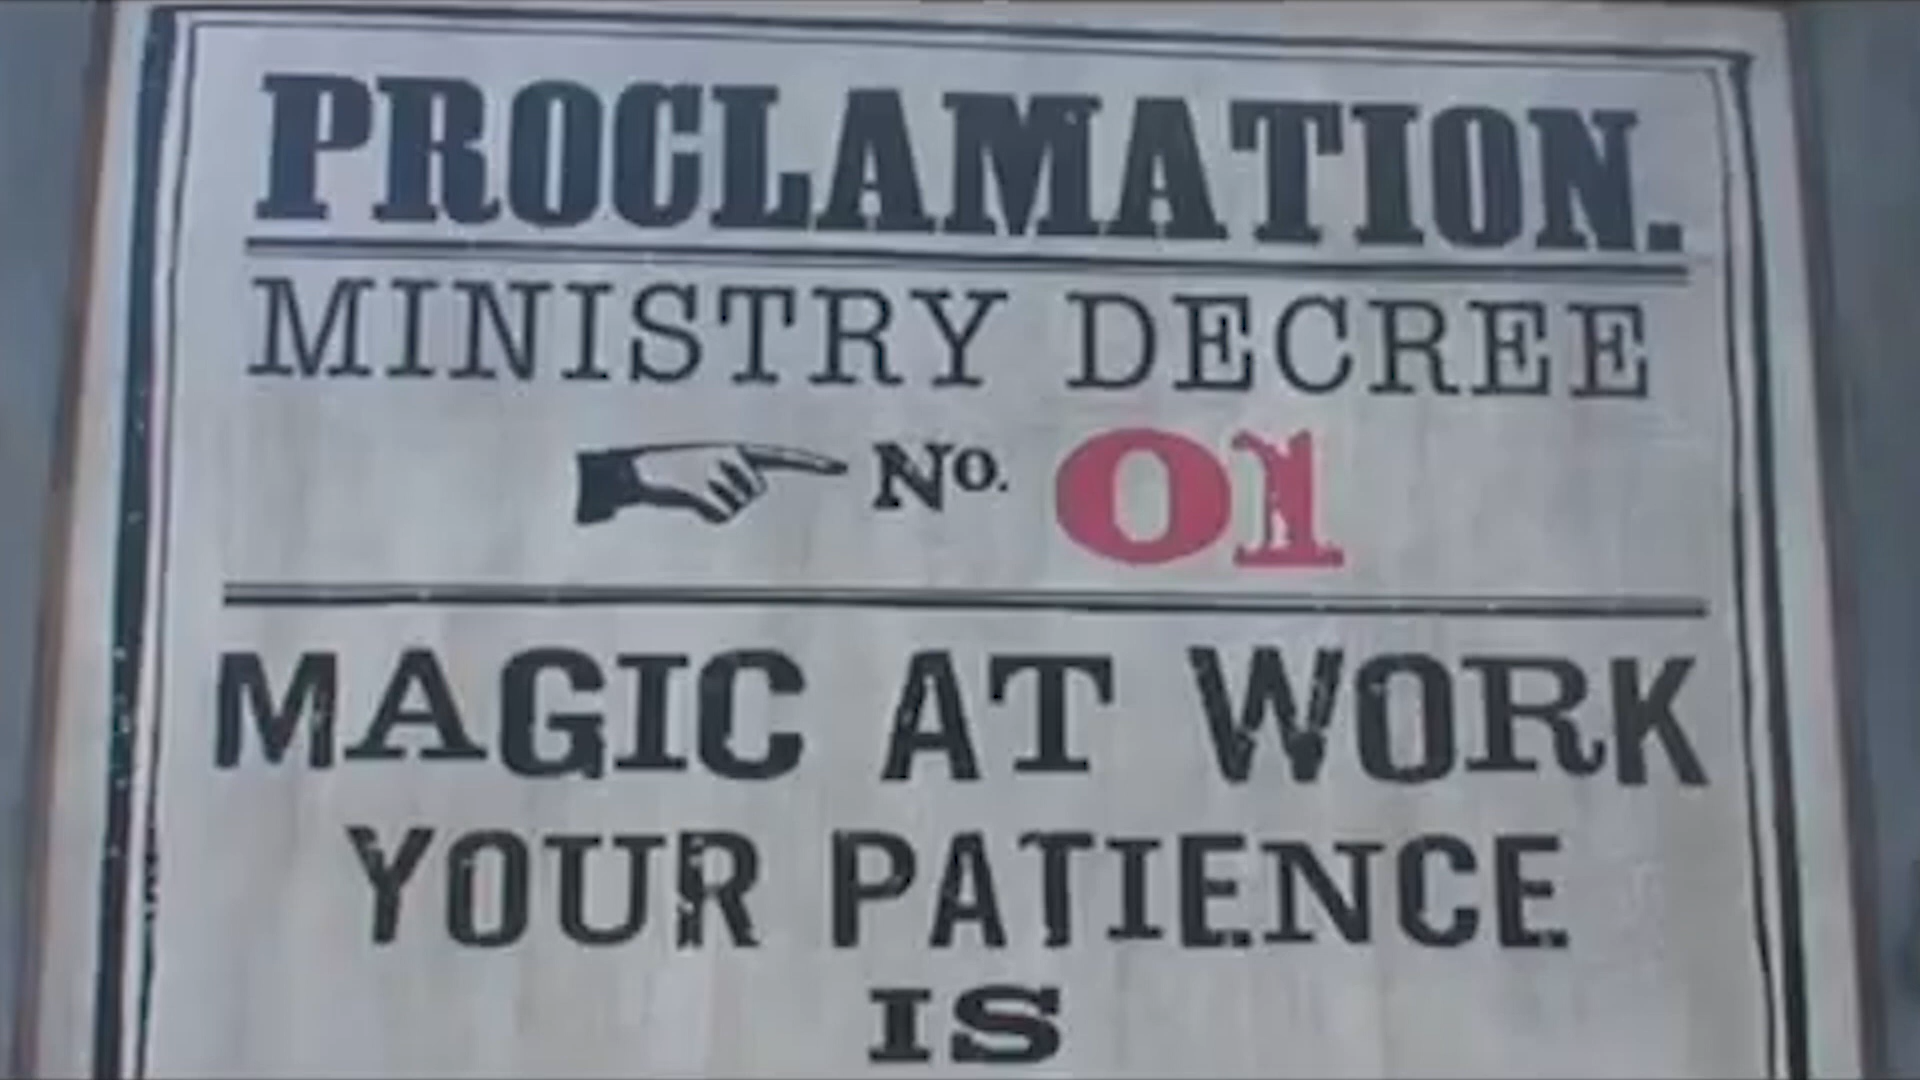 PROCLAMATION.
MINISTRY DECREE
No. 01
MAGIC AT WORK
YOUR PATIENCE
IS